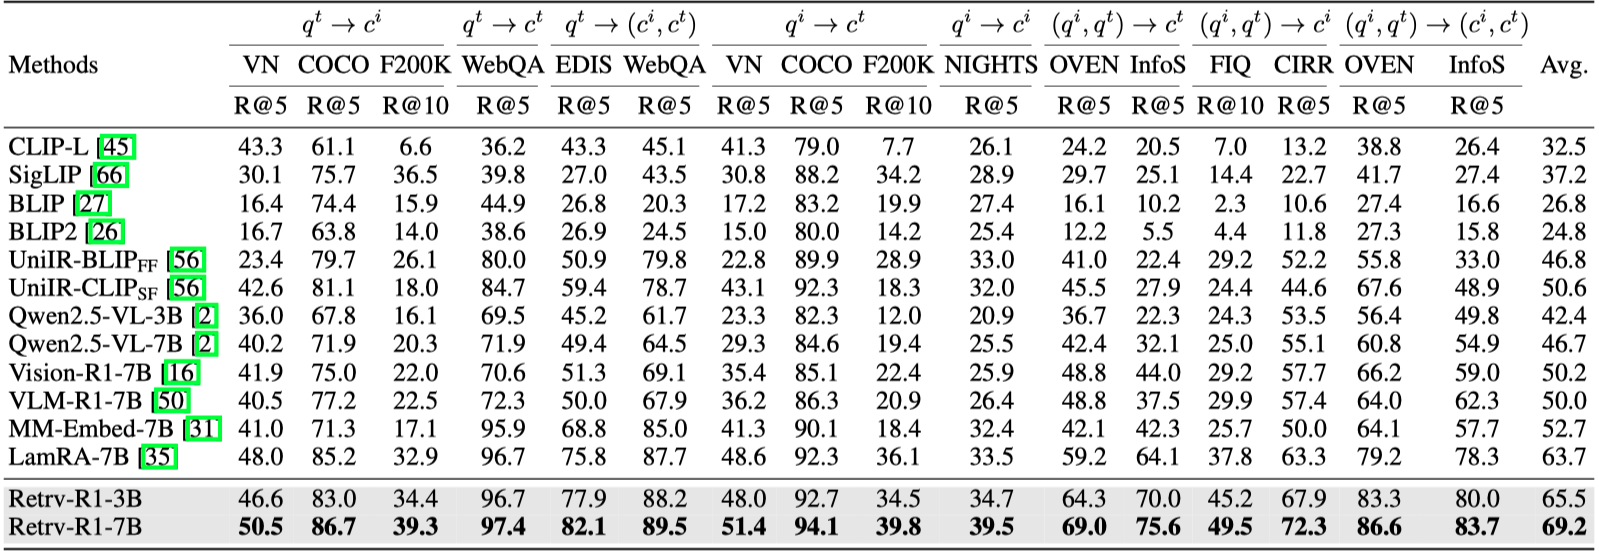 q^t → c^i q^t → c^t q^t → (c^i, c^t) q^i → c^t q^i → c^i (q^i, q^t) → c^t (q^i, q^t) → c^i (q^i, q^t) → (c^i, c^t)
Methods VN COCO F200K WebQA EDIS WebQA VN COCO F200K NIGHTS OVEN InfoS FIQ CIRR OVEN InfoS Avg.
R@5 R@5 R@10 R@5 R@5 R@5 R@5 R@5 R@10 R@5 R@5 R@5 R@10 R@5 R@5 R@5
CLIP-L [45] 43.3 61.1 6.6 36.2 43.3 45.1 41.3 79.0 7.7 26.1 24.2 20.5 7.0 13.2 38.8 26.4 32.5
SigLIP [66] 30.1 75.7 36.5 39.8 27.0 43.5 30.8 88.2 34.2 28.9 29.7 25.1 14.4 22.7 41.7 27.4 37.2
BLIP [27] 16.4 74.4 15.9 44.9 26.8 20.3 17.2 83.2 19.9 27.4 16.1 10.2 2.3 10.6 27.4 16.6 26.8
BLIP2 [26] 16.7 63.8 14.0 38.6 26.9 24.5 15.0 80.0 14.2 25.4 12.2 5.5 4.4 11.8 27.3 15.8 24.8
UniIR-BLIP_FF [56] 23.4 79.7 26.1 80.0 50.9 79.8 22.8 89.9 28.9 33.0 41.0 22.4 29.2 52.2 55.8 33.0 46.8
UniIR-CLIP_SF [56] 42.6 81.1 18.0 84.7 59.4 78.7 43.1 92.3 18.3 32.0 45.5 27.9 24.4 44.6 67.6 48.9 50.6
Qwen2.5-VL-3B [2] 36.0 67.8 16.1 69.5 45.2 61.7 23.3 82.3 12.0 20.9 36.7 22.3 24.3 53.5 56.4 49.8 42.4
Qwen2.5-VL-7B [2] 40.2 71.9 20.3 71.9 49.4 64.5 29.3 84.6 19.4 25.5 42.4 32.1 25.0 55.1 60.8 54.9 46.7
Vision-R1-7B [16] 41.9 75.0 22.0 70.6 51.3 69.1 35.4 85.1 22.4 25.9 48.8 44.0 29.2 57.7 66.2 59.0 50.2
VLM-R1-7B [50] 40.5 77.2 22.5 72.3 50.0 67.9 36.2 86.3 20.9 26.4 48.8 37.5 29.9 57.4 64.0 62.3 50.0
MM-Embed-7B [31] 41.0 71.3 17.1 95.9 68.8 85.0 41.3 90.1 18.4 32.4 42.1 42.3 25.7 50.0 64.1 57.7 52.7
LamRA-7B [35] 48.0 85.2 32.9 96.7 75.8 87.7 48.6 92.3 36.1 33.5 59.2 64.1 37.8 63.3 79.2 78.3 63.7
Retrv-R1-3B 46.6 83.0 34.4 96.7 77.9 88.2 48.0 92.7 34.5 34.7 64.3 70.0 45.2 67.9 83.3 80.0 65.5
Retrv-R1-7B 50.5 86.7 39.3 97.4 82.1 89.5 51.4 94.1 39.8 39.5 69.0 75.6 49.5 72.3 86.6 83.7 69.2